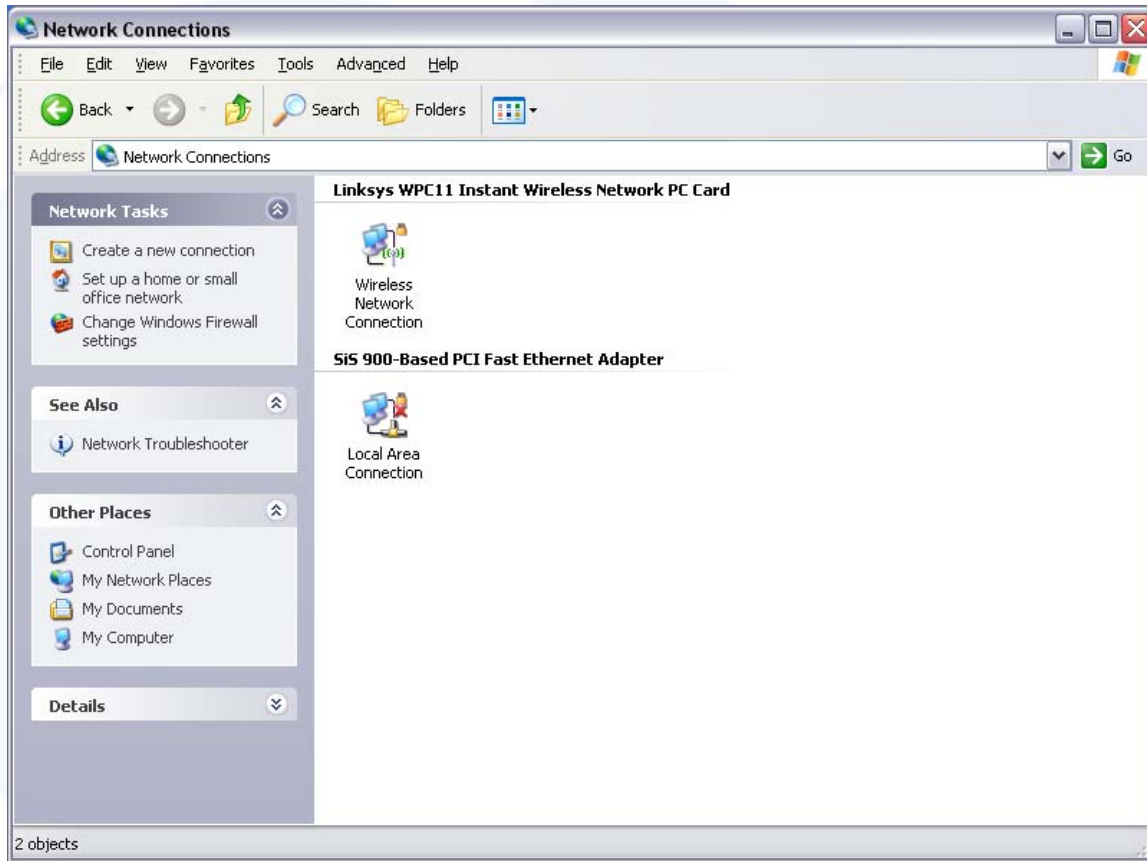 Network Connections
File Edit View Favorites Tools Advanced Help
Back Search Folders
Address Network Connections Go
Network Tasks
Create a new connection
Set up a home or small
office network
Change Windows Firewall
settings
See Also
Network Troubleshooter
Other Places
Control Panel
My Network Places
My Documents
My Computer
Details
Linksys WPC11 Instant Wireless Network PC Card
Wireless
Network
Connection
SiS 900-Based PCI Fast Ethernet Adapter
Local Area
Connection
2 objects